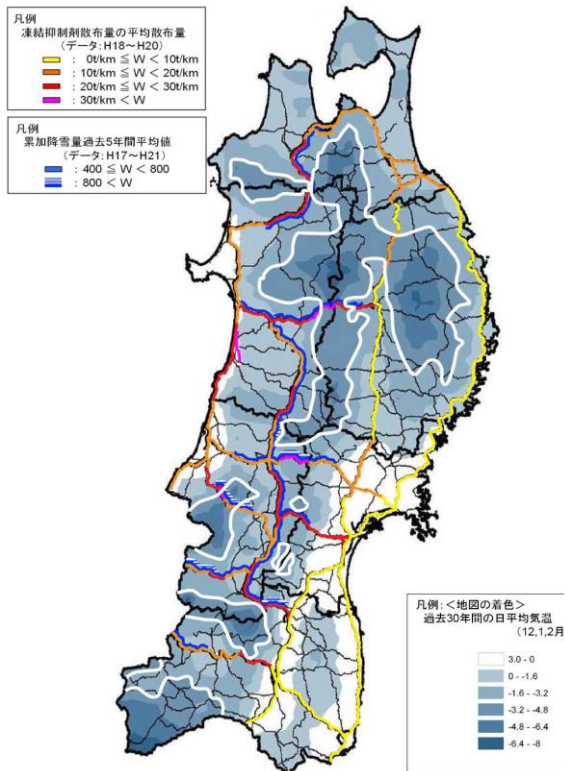 凡例
凍結抑制剤散布量の平均散布量
(データ:H18～H20)
: 0t/km ≦ W < 10t/km
: 10t/km ≦ W < 20t/km
: 20t/km ≦ W < 30t/km
: 30t/km < W
凡例
累加降雪量過去5年間平均値
(データ:H17～H21)
: 400 ≦ W < 800
: 800 < W
凡例:<地図の着色>
過去30年間の日平均気温
(12,1,2月)
3.0 - 0
0 - -1.6
-1.6 - -3.2
-3.2 - -4.8
-4.8 - -6.4
-6.4 - -8